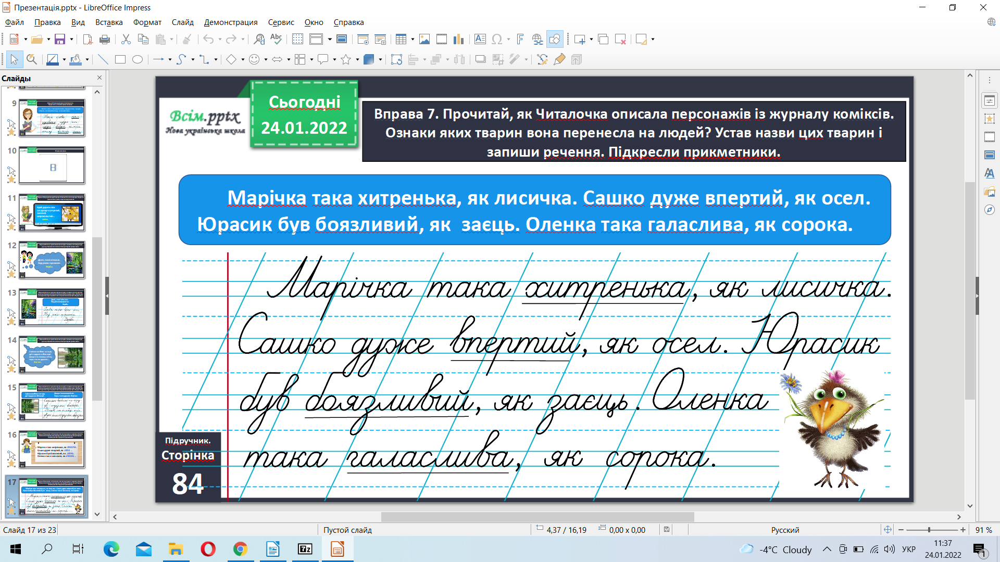 Презентація.pptx - LibreOffice Impress
Файл Правка Вид Вставка Формат Слайд Демонстрация Сервис Окно Справка
Слайды
9
10
11
12
13
14
15
16
17
Всім.pptx
Нова українська школа
Сьогодні
24.01.2022
Вправа 7. Прочитай, як Читалочка описала персонажів із журналу коміксів.
Ознаки яких тварин вона перенесла на людей? Устав назви цих тварин і
запиши речення. Підкресли прикметники.
Марічка така хитренька, як лисичка. Сашко дуже впертий, як осел.
Юрасик був боязливий, як заєць. Оленка така галаслива, як сорока.
Марічка така хитренька, як лисичка.
Сашко дуже впертий, як осел. Юрасик
був боязливий, як заєць. Оленка
така галаслива, як сорока.
Підручник.
Сторінка
84
Слайд 17 из 23
Пустой слайд
4,37 / 16,19
0,00 x 0,00
Русский
91 %
7z
-4°C Cloudy
УКР
11:37
24.01.2022
1